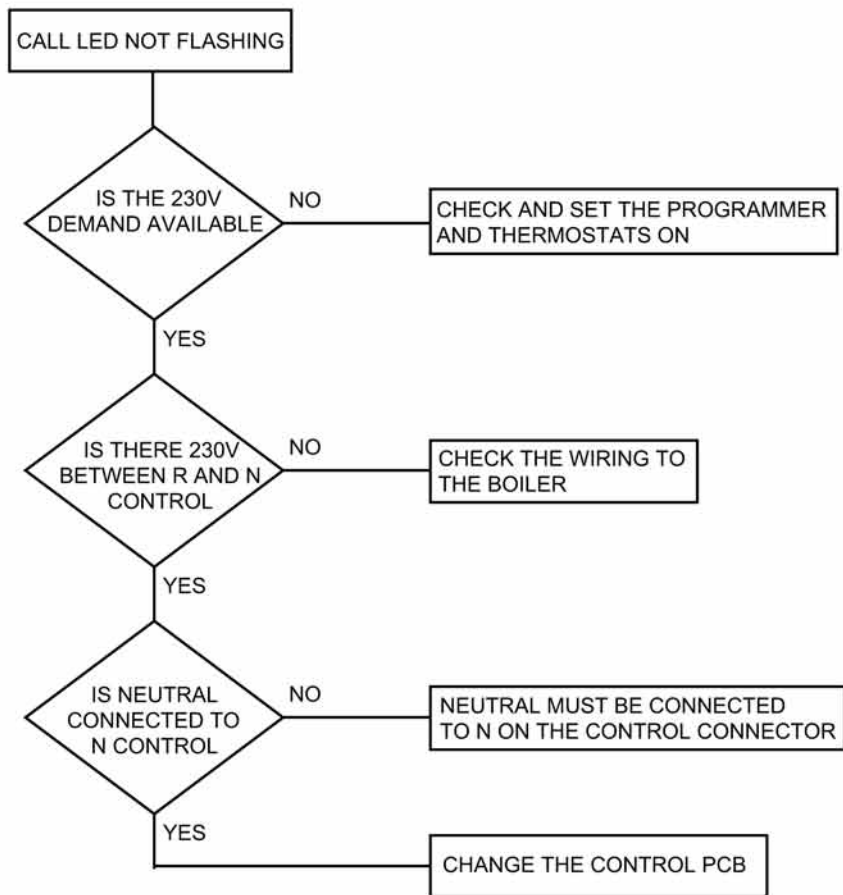 CALL LED NOT FLASHING
IS THE 230V
DEMAND AVAILABLE
NO
CHECK AND SET THE PROGRAMMER
AND THERMOSTATS ON
YES
IS THERE 230V
BETWEEN R AND N
CONTROL
NO
CHECK THE WIRING TO
THE BOILER
YES
IS NEUTRAL
CONNECTED TO
N CONTROL
NO
NEUTRAL MUST BE CONNECTED
TO N ON THE CONTROL CONNECTOR
YES
CHANGE THE CONTROL PCB